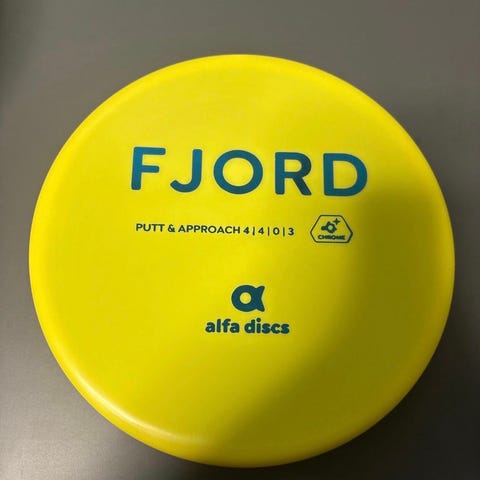 FJORD
PUTT & APPROACH 4 | 4 | 0 | 3
CHROME
alfa discs